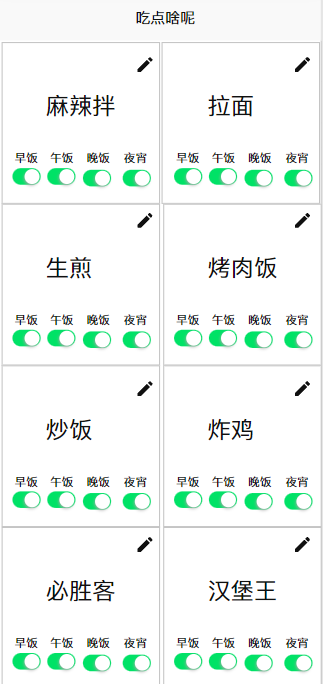 吃点啥呢
麻辣拌
早饭 午饭 晚饭 夜宵
拉面
早饭 午饭 晚饭 夜宵
生煎
早饭 午饭 晚饭 夜宵
烤肉饭
早饭 午饭 晚饭 夜宵
炒饭
早饭 午饭 晚饭 夜宵
炸鸡
早饭 午饭 晚饭 夜宵
必胜客
早饭 午饭 晚饭 夜宵
汉堡王
早饭 午饭 晚饭 夜宵